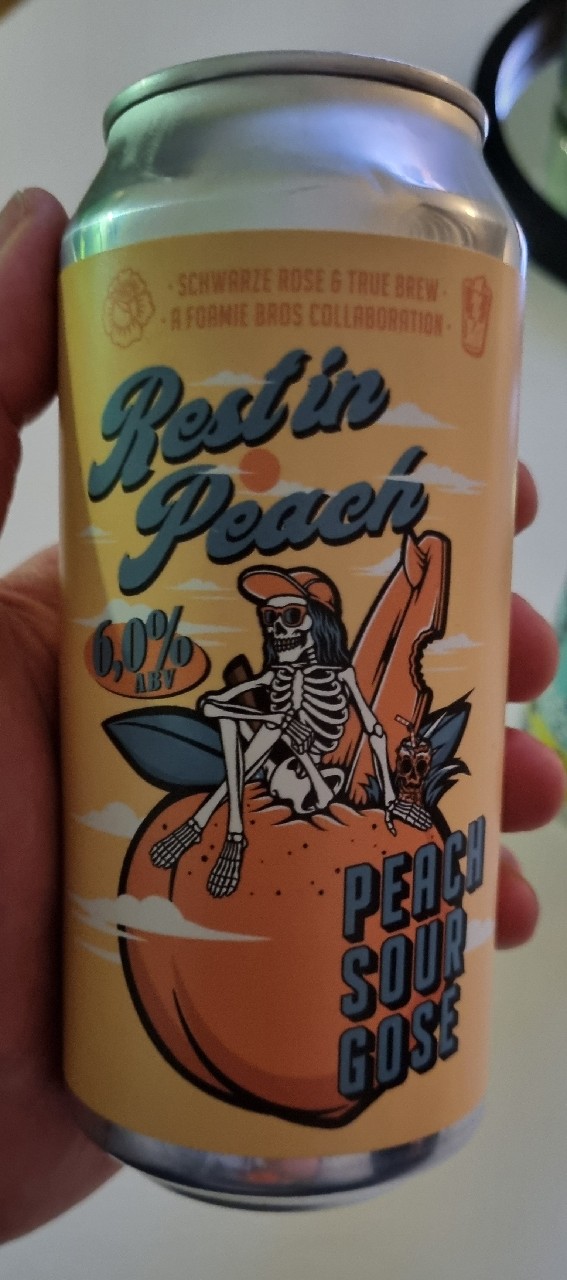 · SCHWARZE ROSE & TRUE BREW ·
· A FOAMIE BROS COLLABORATION ·
Rest in
Peach
6,0%
ABV
PEACH
SOUR
GOSE